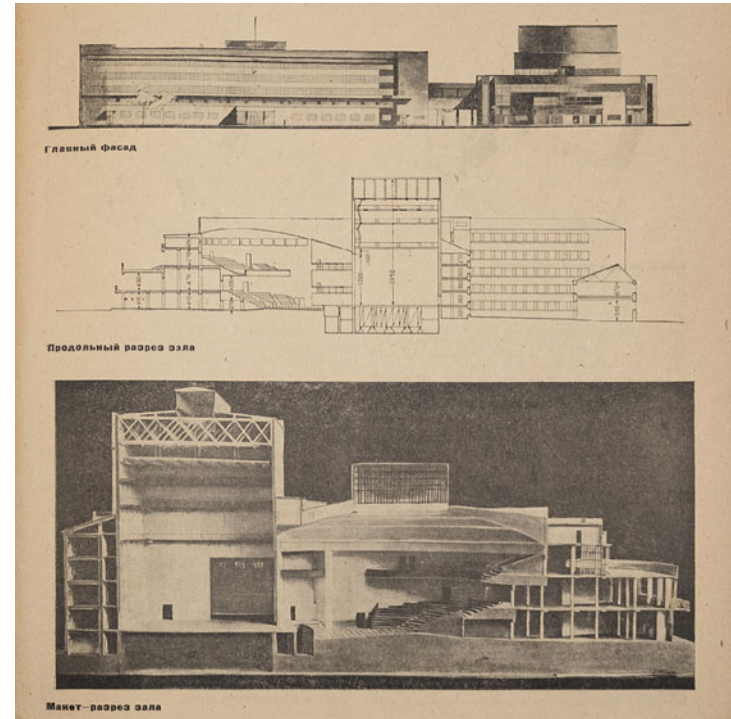 Главный фасад
Продольный разрез зала
Макет—разрез зала